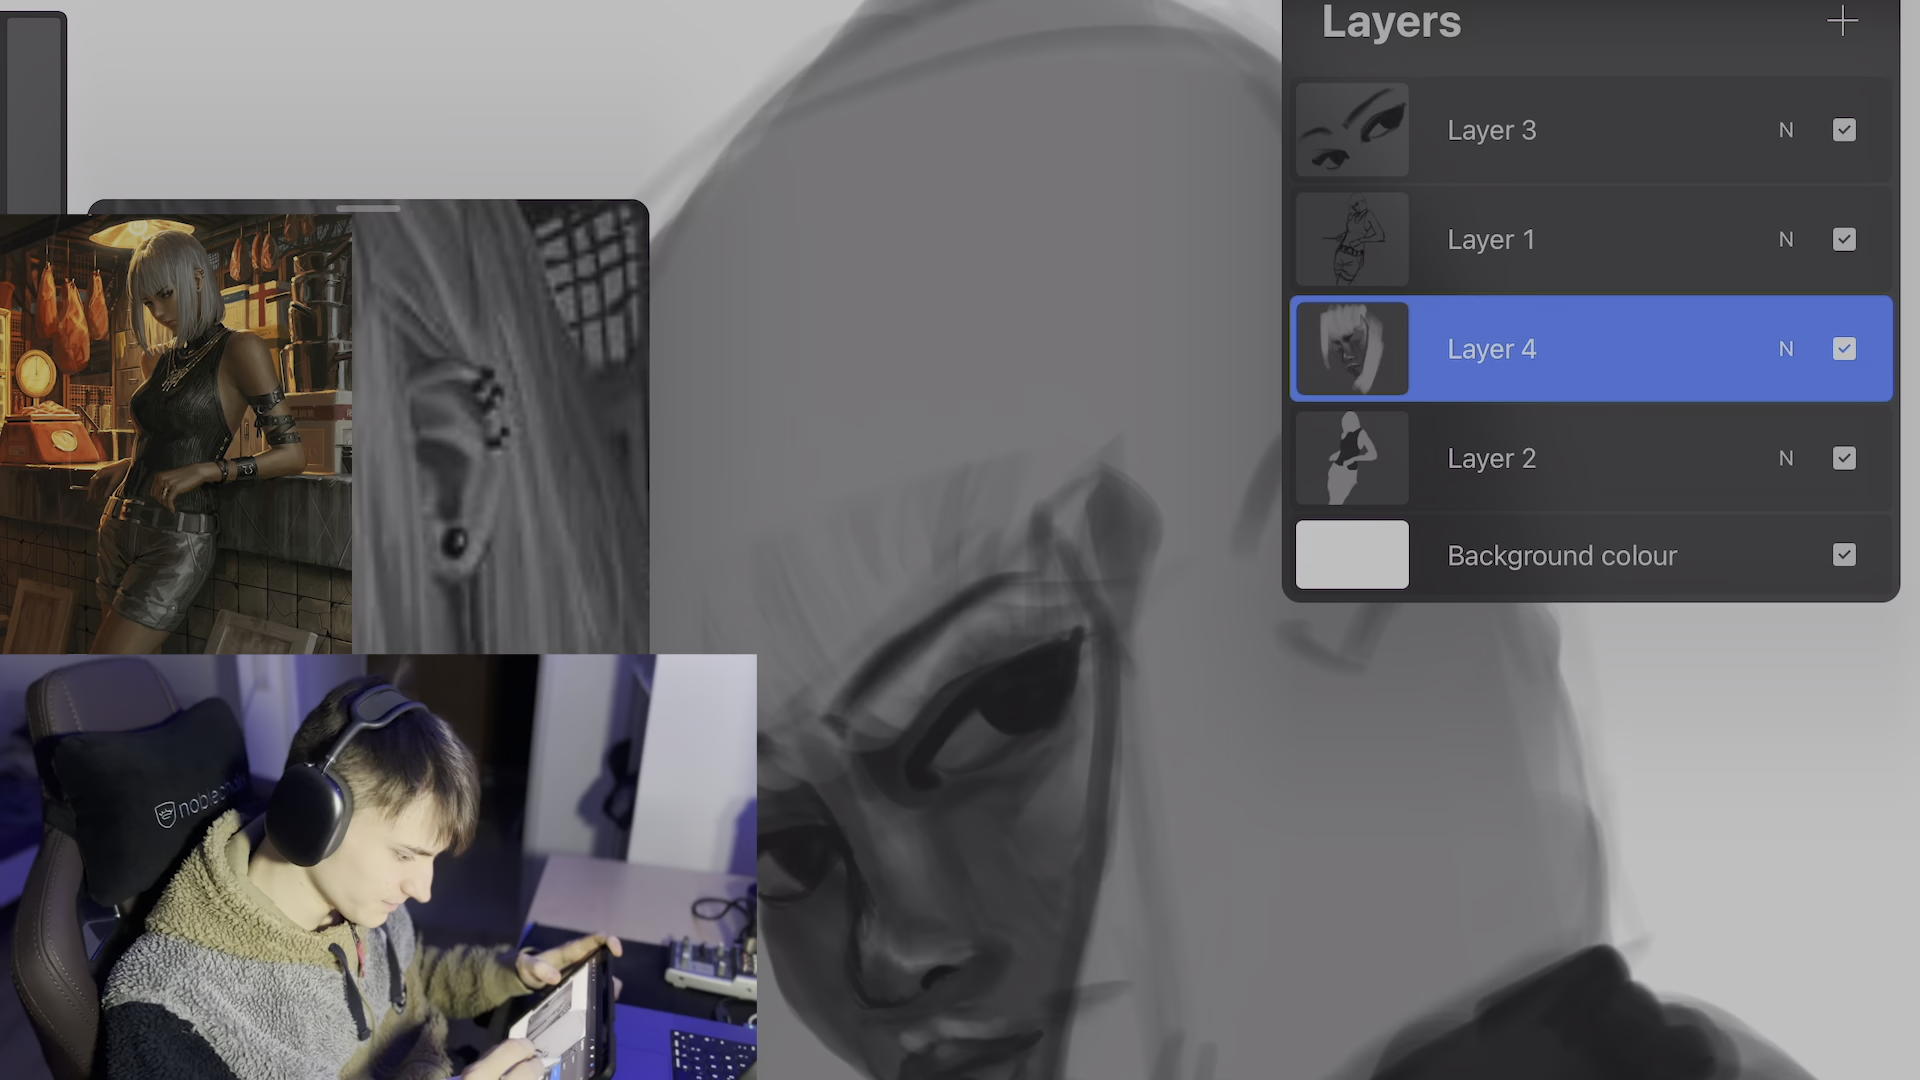 Layers
Layer 3 N
Layer 1 N
Layer 4 N
Layer 2 N
Background colour